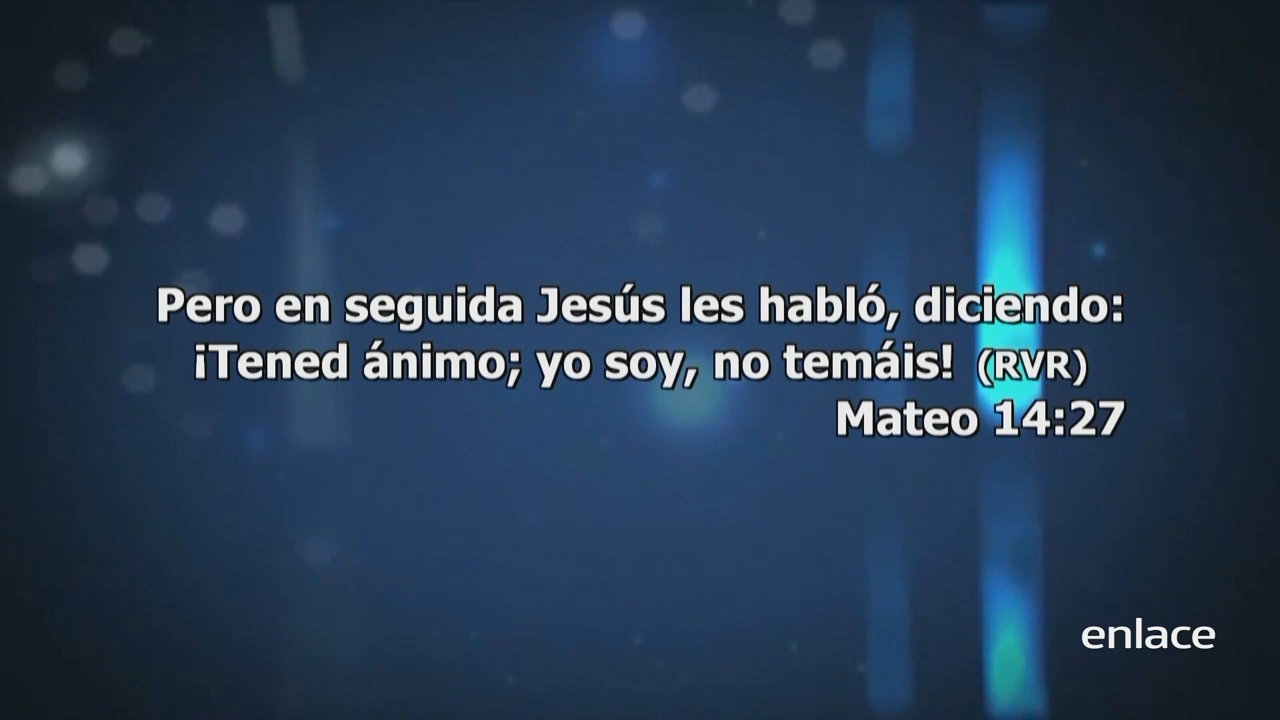 Pero en seguida Jesús les habló, diciendo:
¡Tened ánimo; yo soy, no temáis! (RVR)
Mateo 14:27
enlace